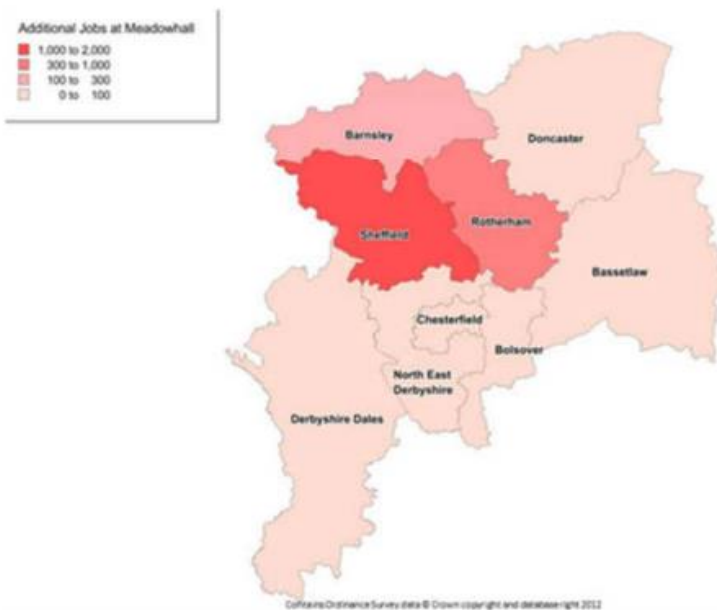 Additional Jobs at Meadowhall
1,000 to 2,000
300 to 1,000
100 to 300
0 to 100
Barnsley
Doncaster
Sheffield
Rotherham
Bassetlaw
Chesterfield
Bolsover
North East
Derbyshire
Derbyshire Dales
Contains Ordnance Survey data © Crown copyright and database right 2012